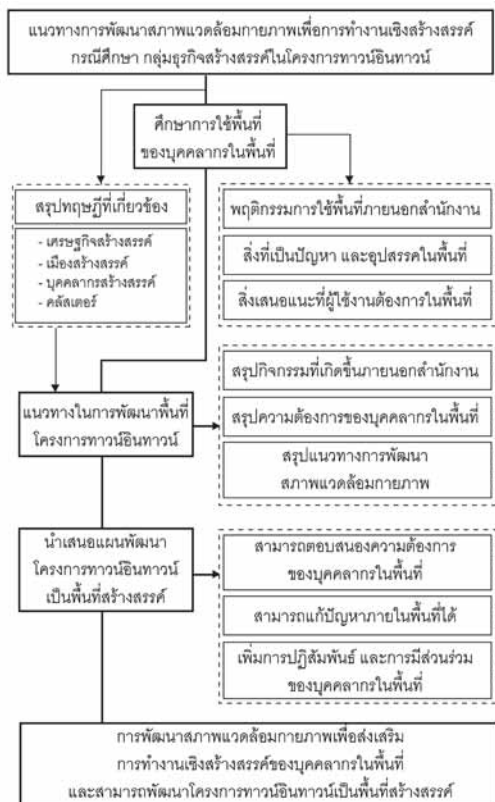 แนวทางการพัฒนาสภาพแวดล้อมกายภาพเพื่อการทำงานเชิงสร้างสรรค์
กรณีศึกษา กลุ่มธุรกิจสร้างสรรค์ในโครงการทาวน์อินทาวน์
ศึกษาการใช้พื้นที่
ของบุคคลากรในพื้นที่
สรุปทฤษฎีที่เกี่ยวข้อง
- เศรษฐกิจสร้างสรรค์
- เมืองสร้างสรรค์
- บุคคลากรสร้างสรรค์
- คลัสเตอร์
พฤติกรรมการใช้พื้นที่ภายนอกสำนักงาน
สิ่งที่เป็นปัญหา และอุปสรรคในพื้นที่
สิ่งเสนอแนะที่ผู้ใช้งานต้องการในพื้นที่
แนวทางในการพัฒนาพื้นที่
โครงการทาวน์อินทาวน์
สรุปกิจกรรมที่เกิดขึ้นภายนอกสำนักงาน
สรุปความต้องการของบุคลากรในพื้นที่
สรุปแนวทางการพัฒนา
สภาพแวดล้อมกายภาพ
นำเสนอแผนพัฒนา
โครงการทาวน์อินทาวน์
เป็นพื้นที่สร้างสรรค์
สามารถตอบสนองความต้องการ
ของบุคลากรในพื้นที่
สามารถแก้ปัญหาภายในพื้นที่ได้
เพิ่มการปฏิสัมพันธ์ และการมีส่วนร่วม
ของบุคลากรในพื้นที่
การพัฒนาสภาพแวดล้อมกายภาพเพื่อส่งเสริม
การทำงานเชิงสร้างสรรค์ของบุคลากรในพื้นที่
และสามารถพัฒนาโครงการทาวน์อินทาวน์เป็นพื้นที่สร้างสรรค์